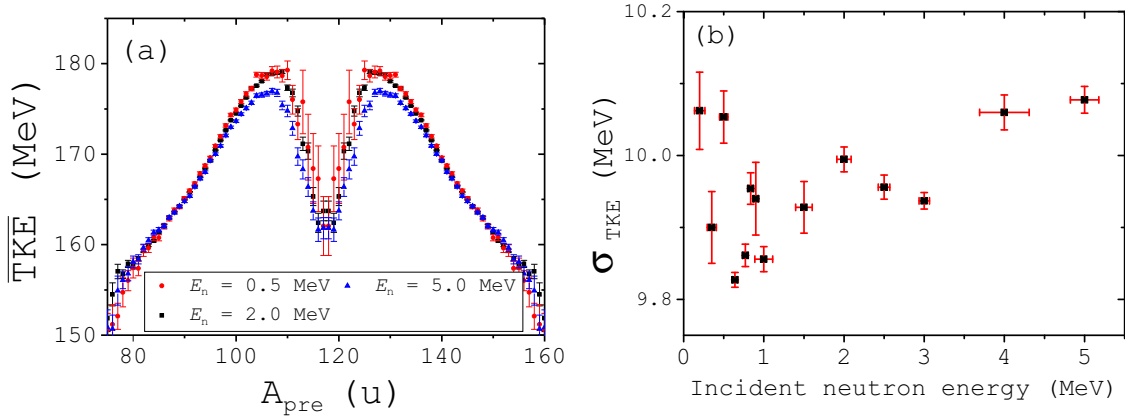 (a)
180
170
160
150
TKE (MeV)
80 100 120 140 160
A_pre (u)
E_n = 0.5 MeV E_n = 5.0 MeV
E_n = 2.0 MeV
(b)
10.2
10.0
9.8
σ_TKE (MeV)
0 1 2 3 4 5
Incident neutron energy (MeV)